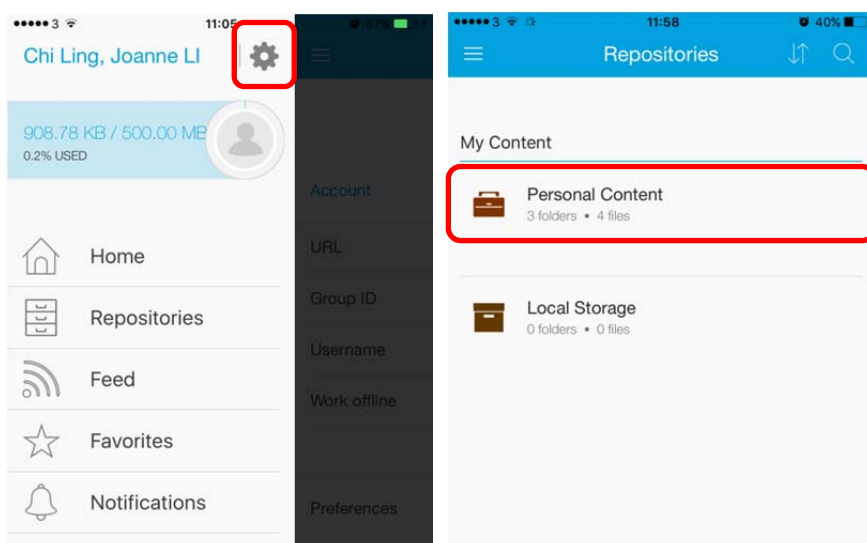 3 11:05 57%
Chi Ling, Joanne LI
908.78 KB / 500.00 MB
0.2% USED
Home
Repositories
Feed
Favorites
Notifications
Account
URL
Group ID
Username
Work offline
Preferences
3 11:58 40%
Repositories
My Content
Personal Content
3 folders • 4 files
Local Storage
0 folders • 0 files